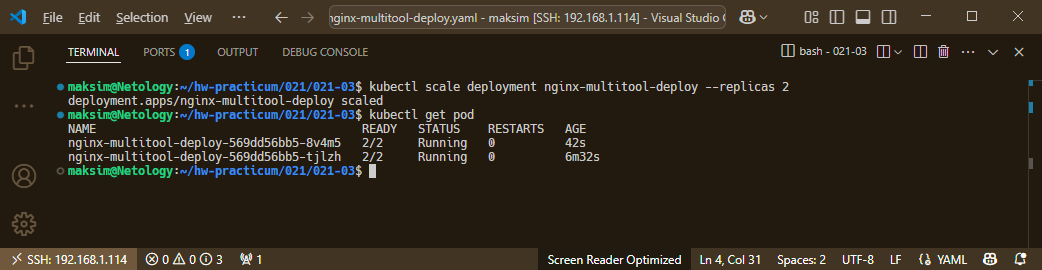 nginx-multitool-deploy.yaml - maksim [SSH: 192.168.1.114] - Visual Studio C
TERMINAL PORTS 1 OUTPUT DEBUG CONSOLE bash - 021-03
maksim@Netology:~/hw-practicum/021/021-03$ kubectl scale deployment nginx-multitool-deploy --replicas 2
deployment.apps/nginx-multitool-deploy scaled
maksim@Netology:~/hw-practicum/021/021-03$ kubectl get pod
NAME READY STATUS RESTARTS AGE
nginx-multitool-deploy-569dd56bb5-8v4m5 2/2 Running 0 42s
nginx-multitool-deploy-569dd56bb5-tjlzh 2/2 Running 0 6m32s
maksim@Netology:~/hw-practicum/021/021-03$
SSH: 192.168.1.114 0 0 3 1 Screen Reader Optimized Ln 4, Col 31 Spaces: 2 UTF-8 LF {} YAML